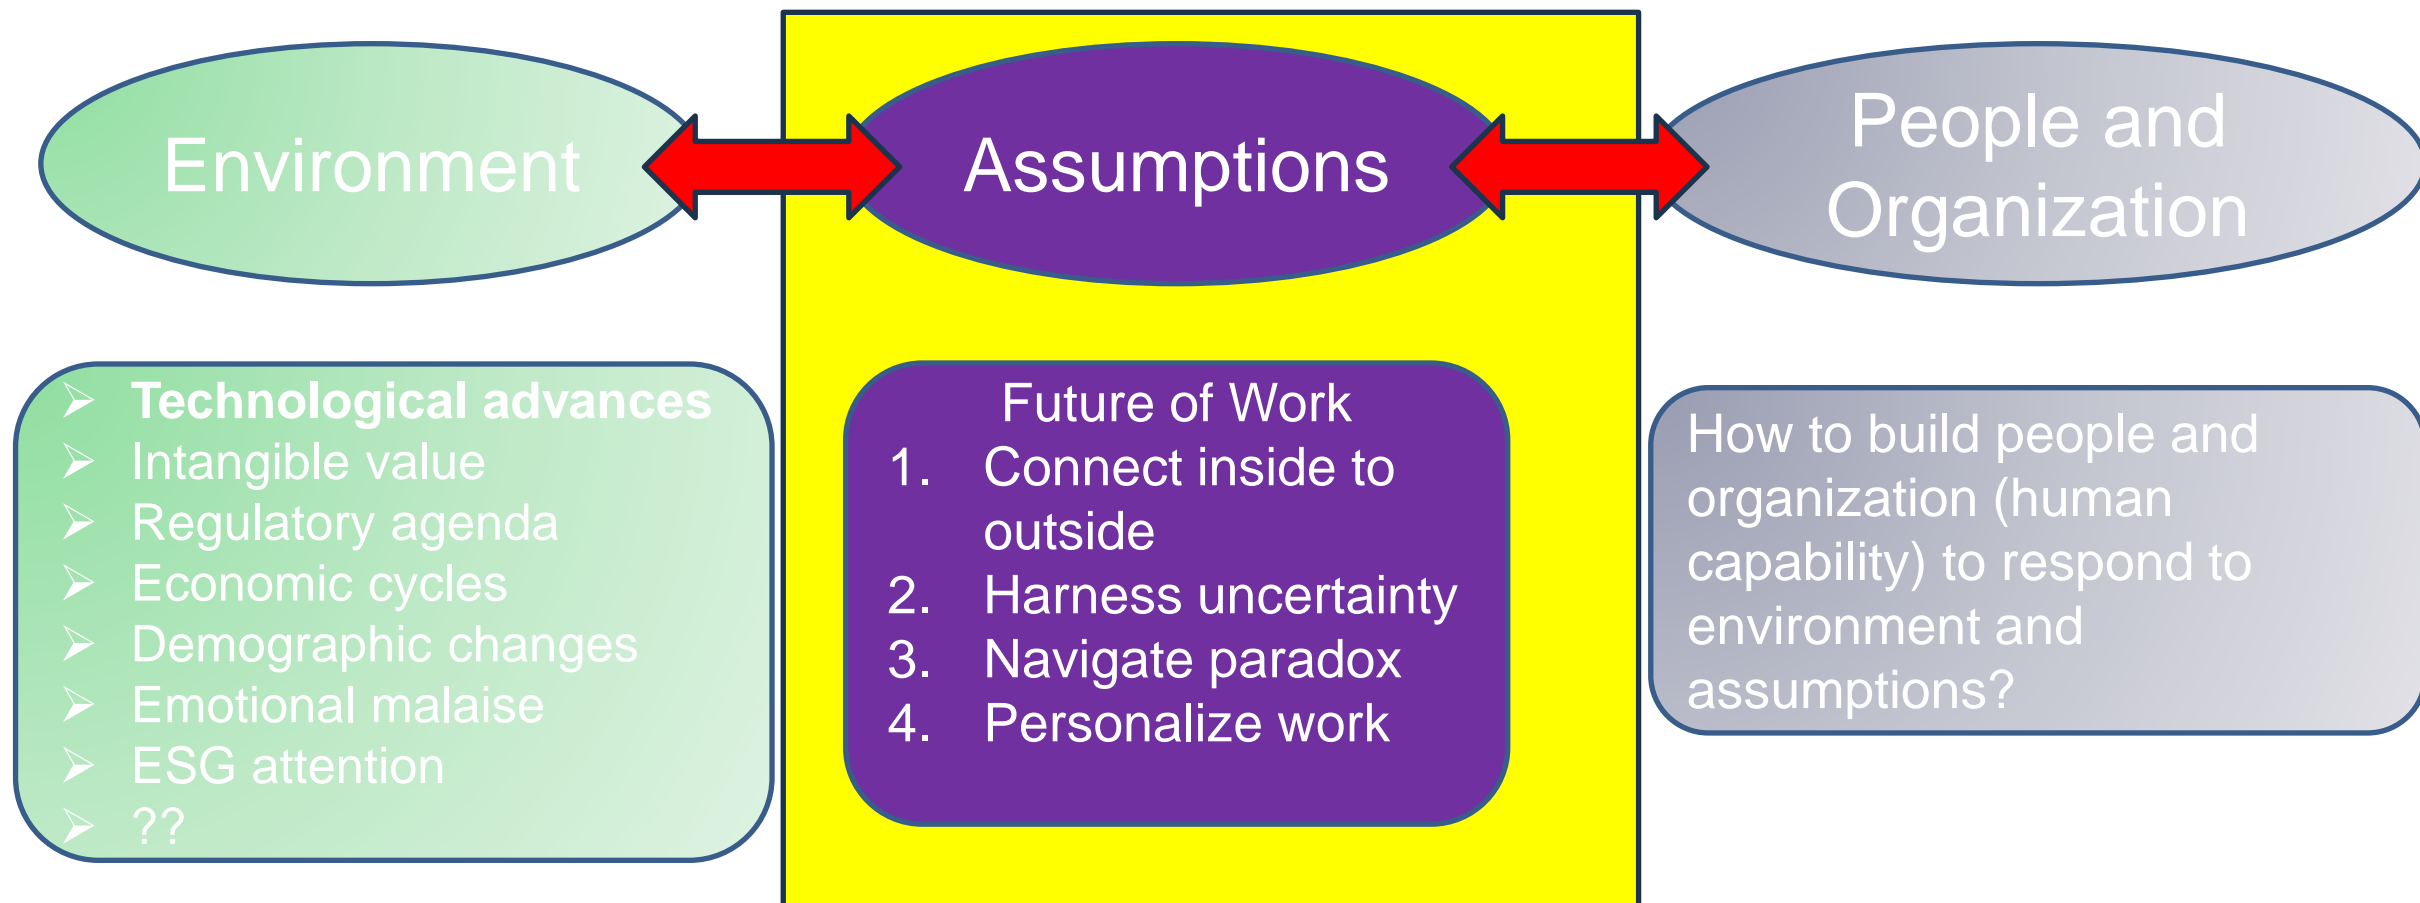 Environment
Assumptions
People and
Organization
➢ Technological advances
➢ Intangible value
➢ Regulatory agenda
➢ Economic cycles
➢ Demographic changes
➢ Emotional malaise
➢ ESG attention
➢ ??
Future of Work
1. Connect inside to
outside
2. Harness uncertainty
3. Navigate paradox
4. Personalize work
How to build people and
organization (human
capability) to respond to
environment and
assumptions?